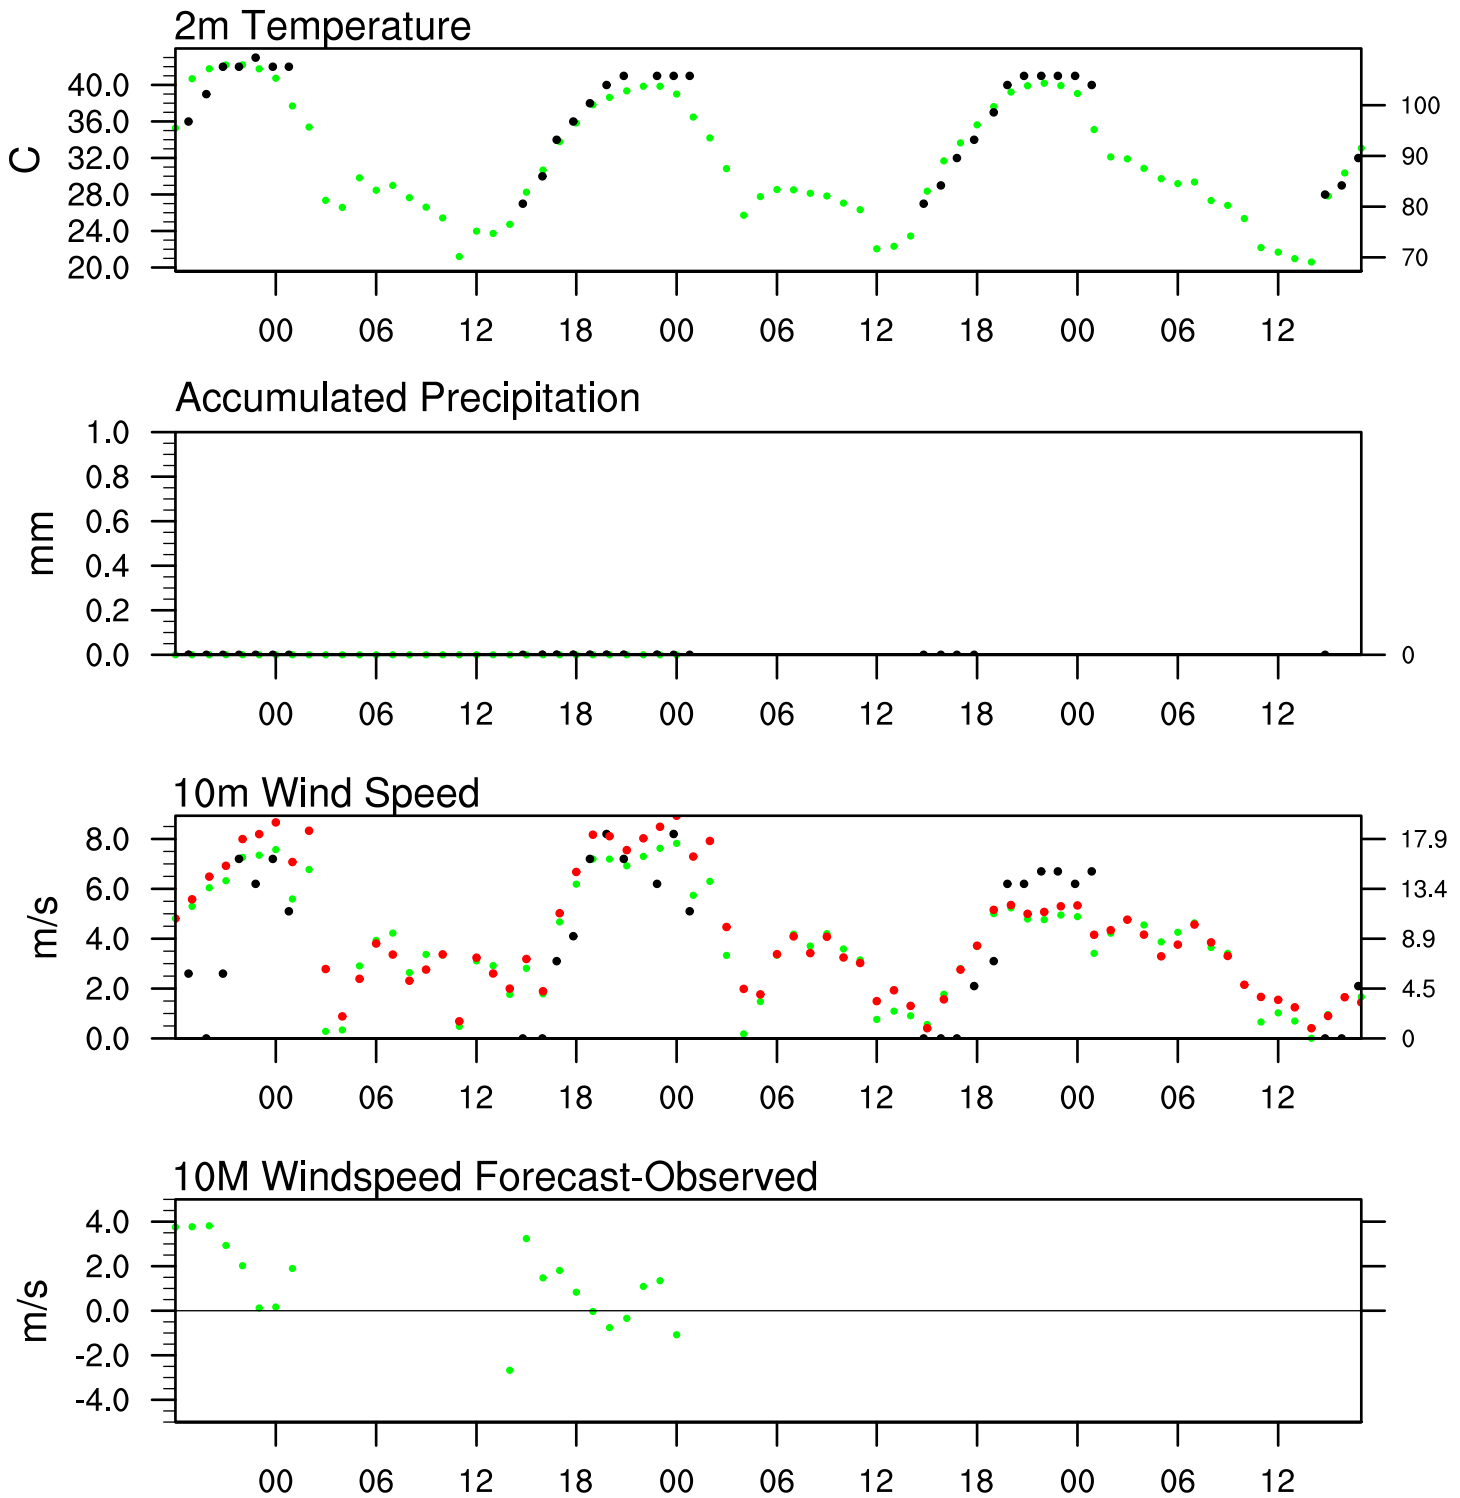 2m Temperature
40.0
36.0
32.0
28.0
24.0
20.0
C
100
90
80
70
00 06 12 18 00 06 12 18 00 06 12
Accumulated Precipitation
1.0
0.8
0.6
0.4
0.2
0.0
mm
0
00 06 12 18 00 06 12 18 00 06 12
10m Wind Speed
8.0
6.0
4.0
2.0
0.0
m/s
17.9
13.4
8.9
4.5
0
00 06 12 18 00 06 12 18 00 06 12
10M Windspeed Forecast-Observed
4.0
2.0
0.0
-2.0
-4.0
m/s
00 06 12 18 00 06 12 18 00 06 12